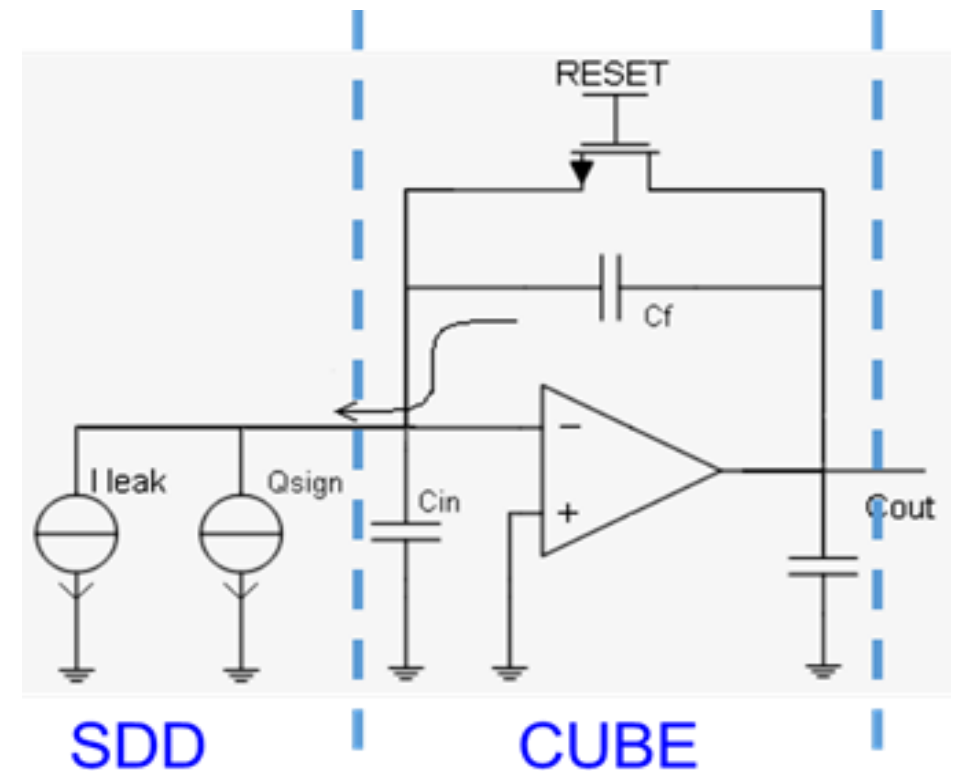 RESET
Cf
I leak
Qsign
Cin
−
+
Cout
SDD
CUBE